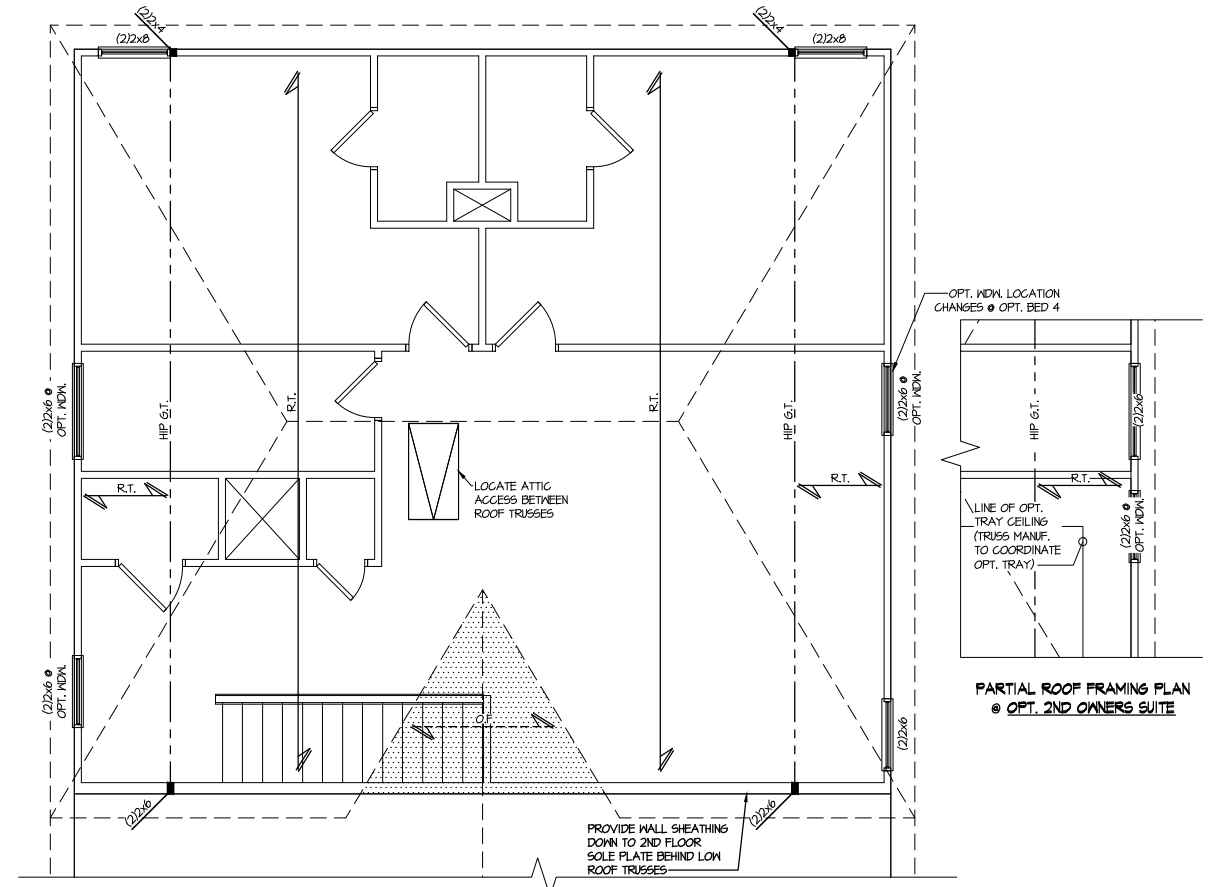 (2)2x4
(2)2x8
(2)2x4
(2)2x8
OPT. WDW. LOCATION
CHANGES @ OPT. BED 4
(2)2x6 @
OPT. WDW.
HIP G.T.
R.T.
R.T.
HIP G.T.
(2)2x6 @
OPT. WDW.
HIP G.T.
(2)2x6
R.T.
LOCATE ATTIC
ACCESS BETWEEN
ROOF TRUSSES
R.T.
R.T.
LINE OF OPT.
TRAY CEILING
(TRUSS MANUF.
TO COORDINATE
OPT. TRAY)
(2)2x6 @
OPT. WDW.
(2)2x6 @
OPT. WDW.
O.F.
(2)2x6
PARTIAL ROOF FRAMING PLAN
@ OPT. 2ND OWNERS SUITE
(2)2x6
(2)2x6
PROVIDE WALL SHEATHING
DOWN TO 2ND FLOOR
SOLE PLATE BEHIND LOW
ROOF TRUSSES